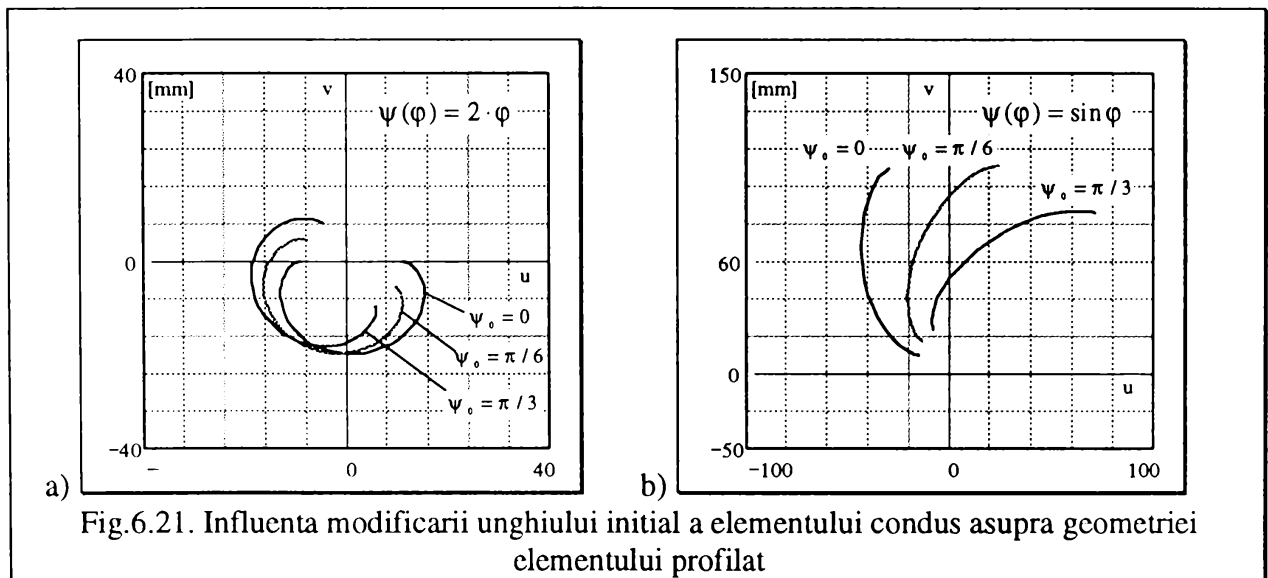 40
[mm]
v
ψ(φ) = 2 · φ
0
u
ψ₀ = 0
ψ₀ = π / 6
ψ₀ = π / 3
−40
−
0
40
a)
150
[mm]
v
ψ(φ) = sin φ
ψ₀ = 0
ψ₀ = π / 6
ψ₀ = π / 3
60
0
u
−50
−100
0
100
b)
Fig.6.21. Influenta modificarii unghiului initial a elementului condus asupra geometriei
elementului profilat